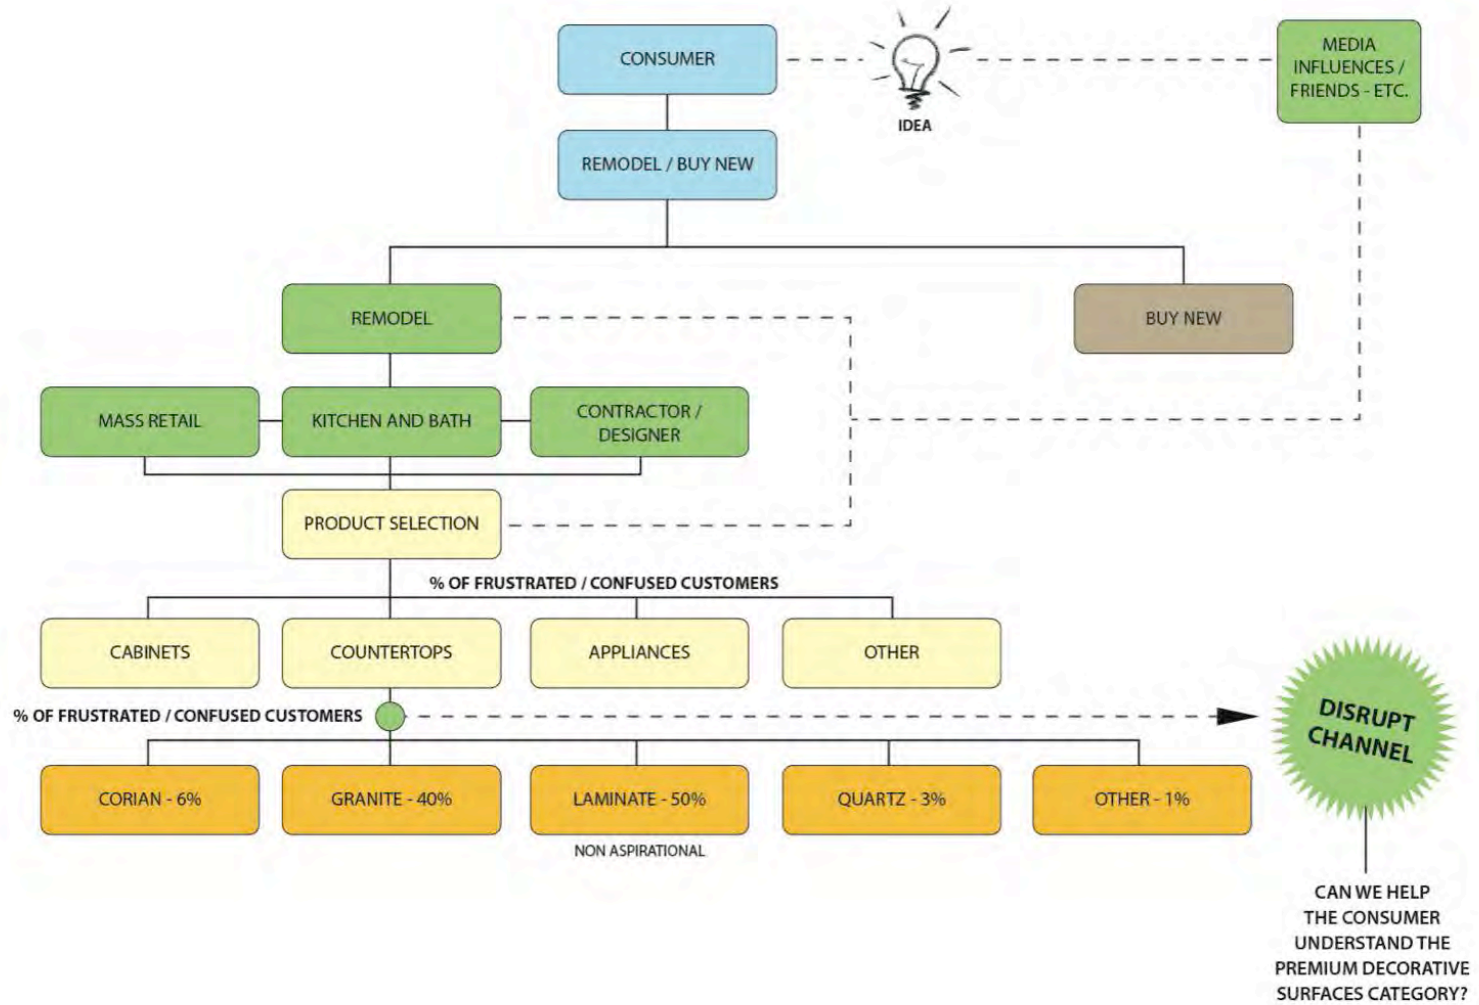 CONSUMER
IDEA
MEDIA
INFLUENCES /
FRIENDS - ETC.
REMODEL / BUY NEW
REMODEL
BUY NEW
MASS RETAIL
KITCHEN AND BATH
CONTRACTOR /
DESIGNER
PRODUCT SELECTION
% OF FRUSTRATED / CONFUSED CUSTOMERS
CABINETS
COUNTERTOPS
APPLIANCES
OTHER
% OF FRUSTRATED / CONFUSED CUSTOMERS
DISRUPT
CHANNEL
CORIAN - 6%
GRANITE - 40%
LAMINATE - 50%
QUARTZ - 3%
OTHER - 1%
NON ASPIRATIONAL
CAN WE HELP
THE CONSUMER
UNDERSTAND THE
PREMIUM DECORATIVE
SURFACES CATEGORY?